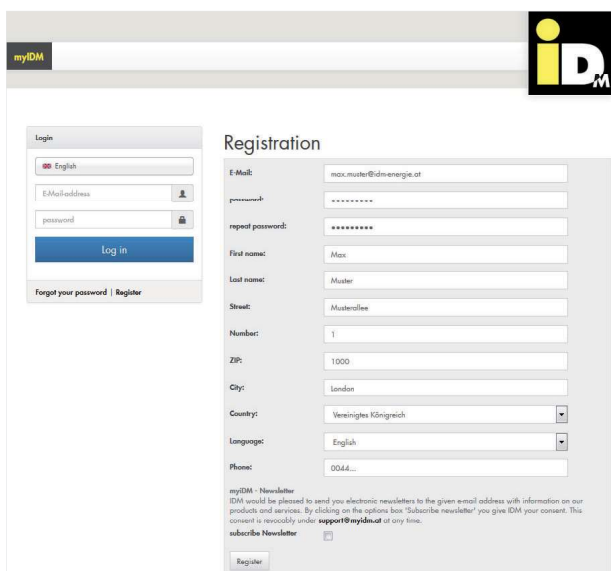 myIDM
iDM
Login
English
E-Mail-address
password
Log in
Forgot your password | Register
Registration
E-Mail: max.muster@idm-energie.at
password:
repeat password:
First name: Max
Last name: Muster
Street: Musterallee
Number: 1
ZIP: 1000
City: London
Country: Vereinigtes Königreich
Language: English
Phone: 0044...
myiDM - Newsletter
IDM would be pleased to send you electronic newsletters to the given e-mail address with information on our
products and services. By clicking on the options box 'Subscribe newsletter' you give IDM your consent. This
consent is revocably under support@myidm.at at any time.
subscribe Newsletter
Register